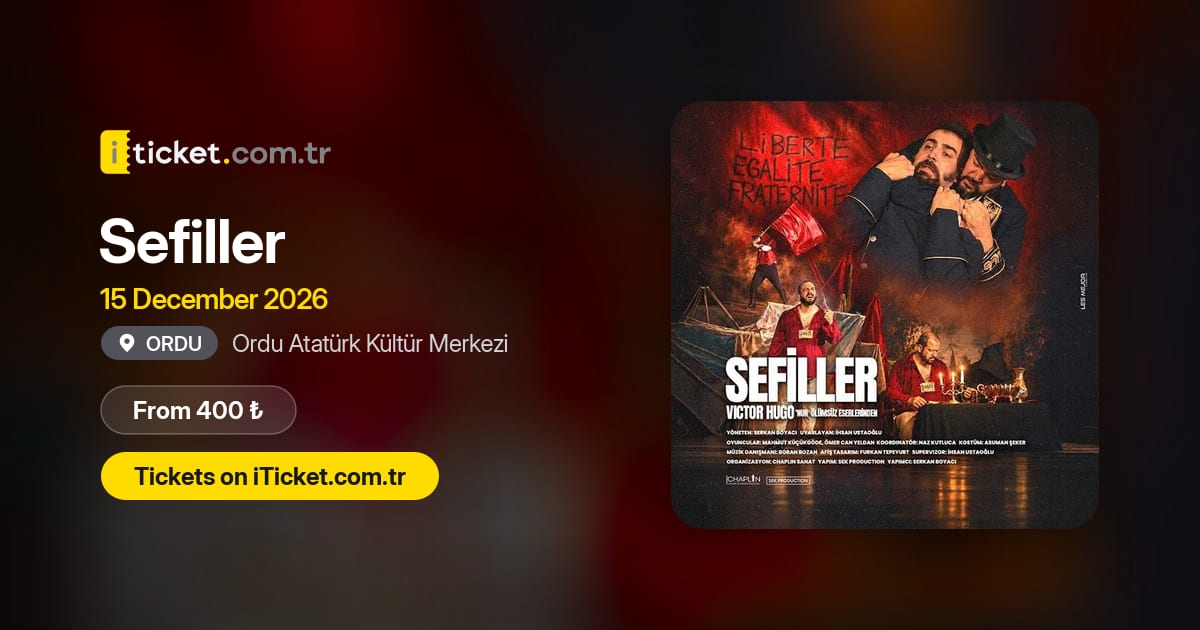 iticket.com.tr
Sefiller
15 December 2026
ORDU Ordu Atatürk Kültür Merkezi
From 400 ₺
Tickets on iTicket.com.tr
LiBERTE
EGALiTE
FRATERNiTE
LES MEJOR
SEFİLLER
VICTOR HUGO'NUN ÖLÜMSÜZ ESERLERİNDEN
YÖNETEN: SERKAN BOYACI UYARLAYAN: İHSAN USTAOĞLU
OYUNCULAR: MAHMUT KÜÇÜKGÖDE, ÖMER CAN YELDAN KOORDİNATÖR: NAZ KUTLUCA KOSTÜM: ASUMAN ŞEKER
MÜZİK DANIŞMANI: BORAN BOZAN AFİŞ TASARIM: FURKAN TEPEYURT SUPERVIZOR: İHSAN USTAOĞLU
ORGANİZASYON: CHAPLIN SANAT YAPIM: SEK PRODUCTION YAPIMCI: SERKAN BOYACI
CHAPLIN SEK PRODUCTION